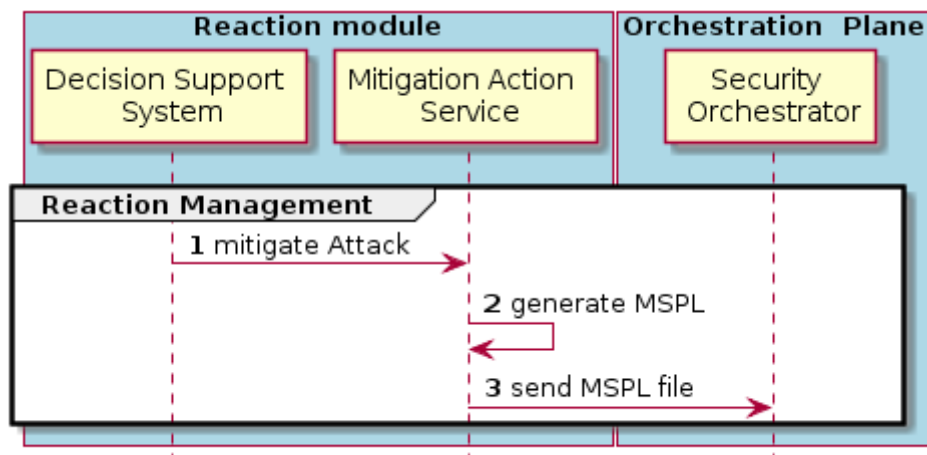 Reaction module
Orchestration Plane
Decision Support
System
Mitigation Action
Service
Security
Orchestrator
Reaction Management
1 mitigate Attack
2 generate MSPL
3 send MSPL file